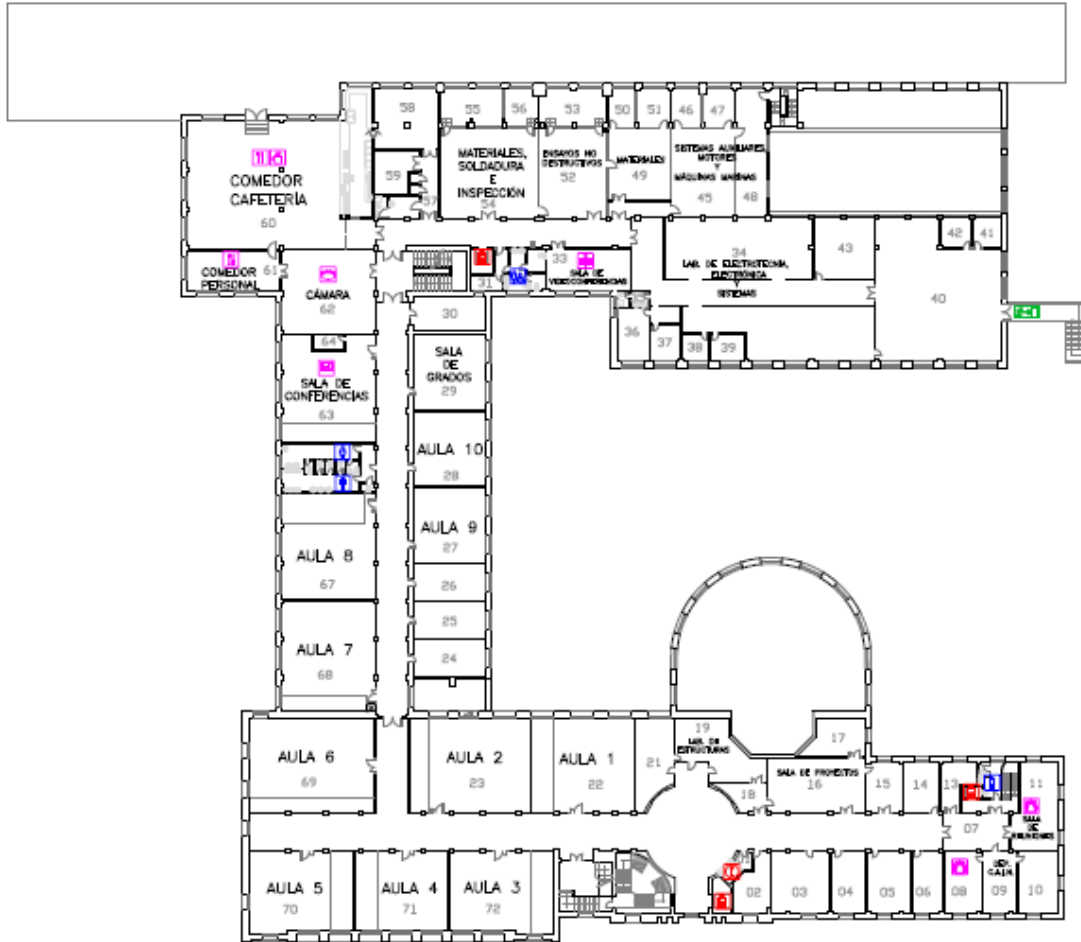 58
55
56
53
50
51
46
47
COMEDOR
CAFETERÍA
60
59
57
MATERIALES,
SOLDADURA
E
INSPECCIÓN
54
ENSAYOS NO
DESTRUCTIVOS
52
MATERIALES
49
SISTEMAS AUXILIARES,
MOTORES
Y
MÁQUINAS MARINAS
45
48
COMEDOR
PERSONAL
61
CÁMARA
62
31
33
SALA DE
VIDEOCONFERENCIAS
34
LAB. DE ELECTROTECNIA,
ELECTRÓNICA
Y
SISTEMAS
43
42
41
40
30
36
37
38
39
64
SALA DE
CONFERENCIAS
63
SALA
DE
GRADOS
29
AULA 10
28
AULA 9
27
26
25
24
AULA 8
67
AULA 7
68
AULA 6
69
AULA 2
23
AULA 1
22
21
19
LAB. DE
ESTRUCTURAS
18
17
SALA DE PROYECTOS
16
15
14
13
11
SALA
DE
REUNIONES
07
AULA 5
70
AULA 4
71
AULA 3
72
02
03
04
05
06
08
09
10